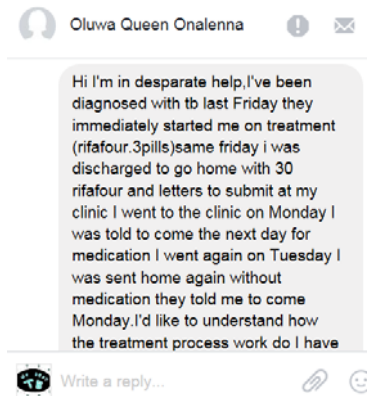 Oluwa Queen Onalenna
Hi I'm in desparate help,I've been
diagnosed with tb last Friday they
immediately started me on treatment
(rifafour.3pills)same friday i was
discharged to go home with 30
rifafour and letters to submit at my
clinic I went to the clinic on Monday I
was told to come the next day for
medication I went again on Tuesday I
was sent home again without
medication they told me to come
Monday.I'd like to understand how
the treatment process work do I have
Write a reply...